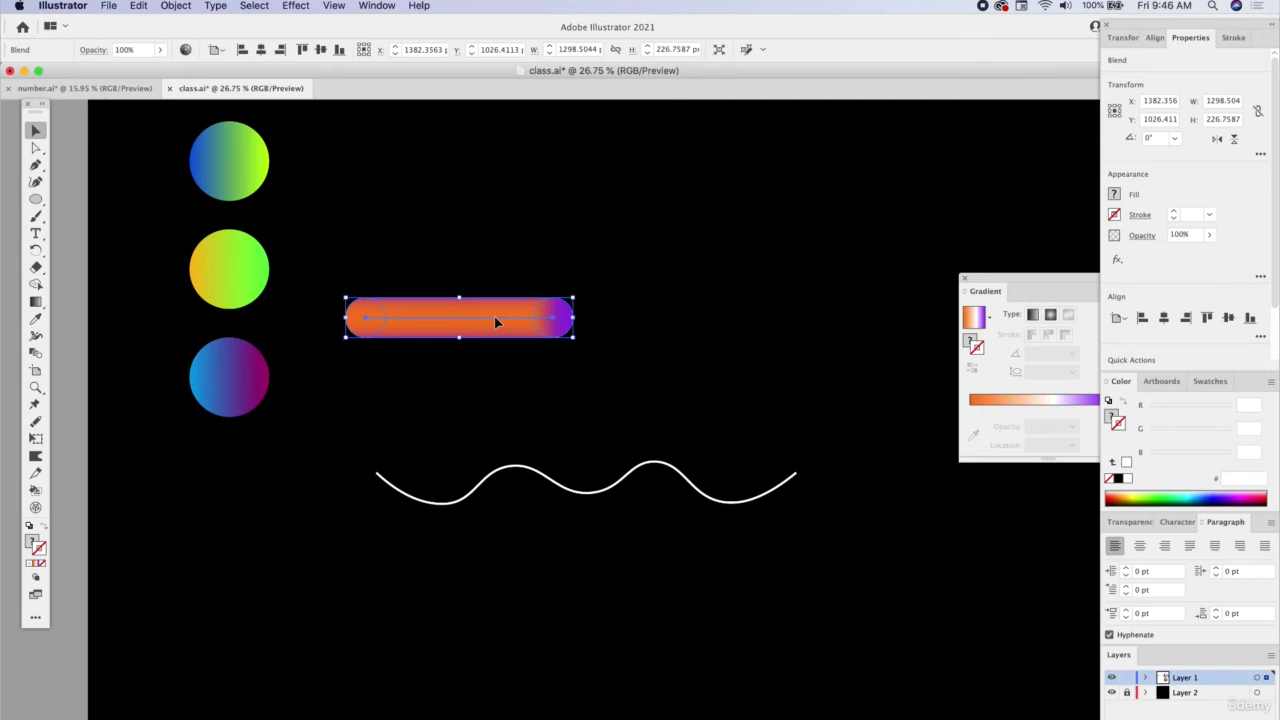 Illustrator File Edit Object Type Select Effect View Window Help 100% Fri 9:46 AM
Adobe Illustrator 2021
Blend Opacity: 100% X: 1382.3563 Y: 1026.4113 W: 1298.5044 H: 226.7587 px
class.ai* @ 26.75 % (RGB/Preview)
number.ai* @ 15.95 % (RGB/Preview) class.ai* @ 26.75 % (RGB/Preview)
Transfor Align Properties Stroke
Blend
Transform
X: 1382.356 W: 1298.504
Y: 1026.411 H: 226.7587
0°
Appearance
? Fill
Stroke
Opacity 100%
fx.
Align
Quick Actions
Gradient
Type:
Stroke:
Opacity:
Location:
Color Artboards Swatches
R
G
B
#
Transparenc Character Paragraph
0 pt 0 pt
0 pt
0 pt 0 pt
Hyphenate
Layers
Layer 1
Layer 2
ûdemy